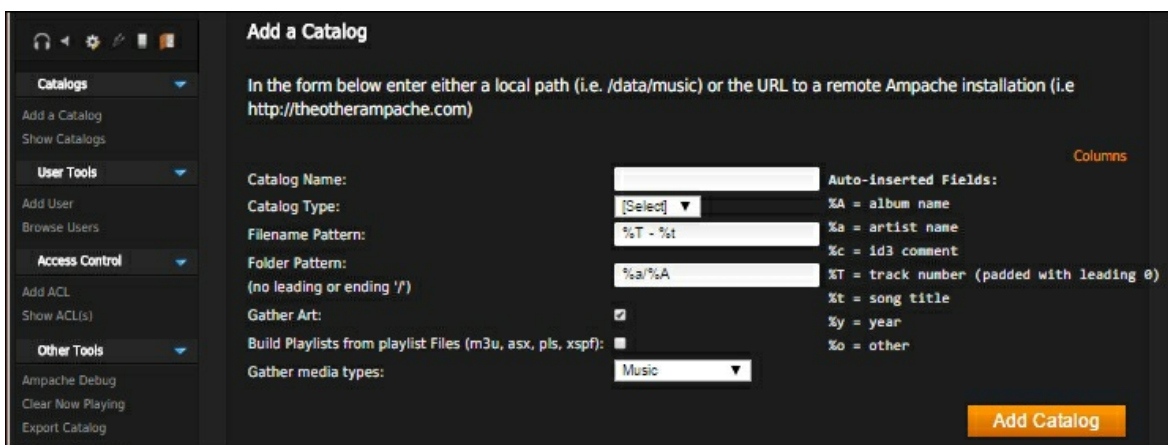 Catalogs
Add a Catalog
Show Catalogs
User Tools
Add User
Browse Users
Access Control
Add ACL
Show ACL(s)
Other Tools
Ampache Debug
Clear Now Playing
Export Catalog
Add a Catalog
In the form below enter either a local path (i.e. /data/music) or the URL to a remote Ampache installation (i.e
http://theotherampache.com)
Columns
Catalog Name:
Catalog Type: [Select]
Filename Pattern: %T - %t
Folder Pattern:
(no leading or ending '/') %a/%A
Gather Art:
Build Playlists from playlist Files (m3u, asx, pls, xspf):
Gather media types: Music
Auto-inserted Fields:
%A = album name
%a = artist name
%c = id3 comment
%T = track number (padded with leading 0)
%t = song title
%y = year
%o = other
Add Catalog